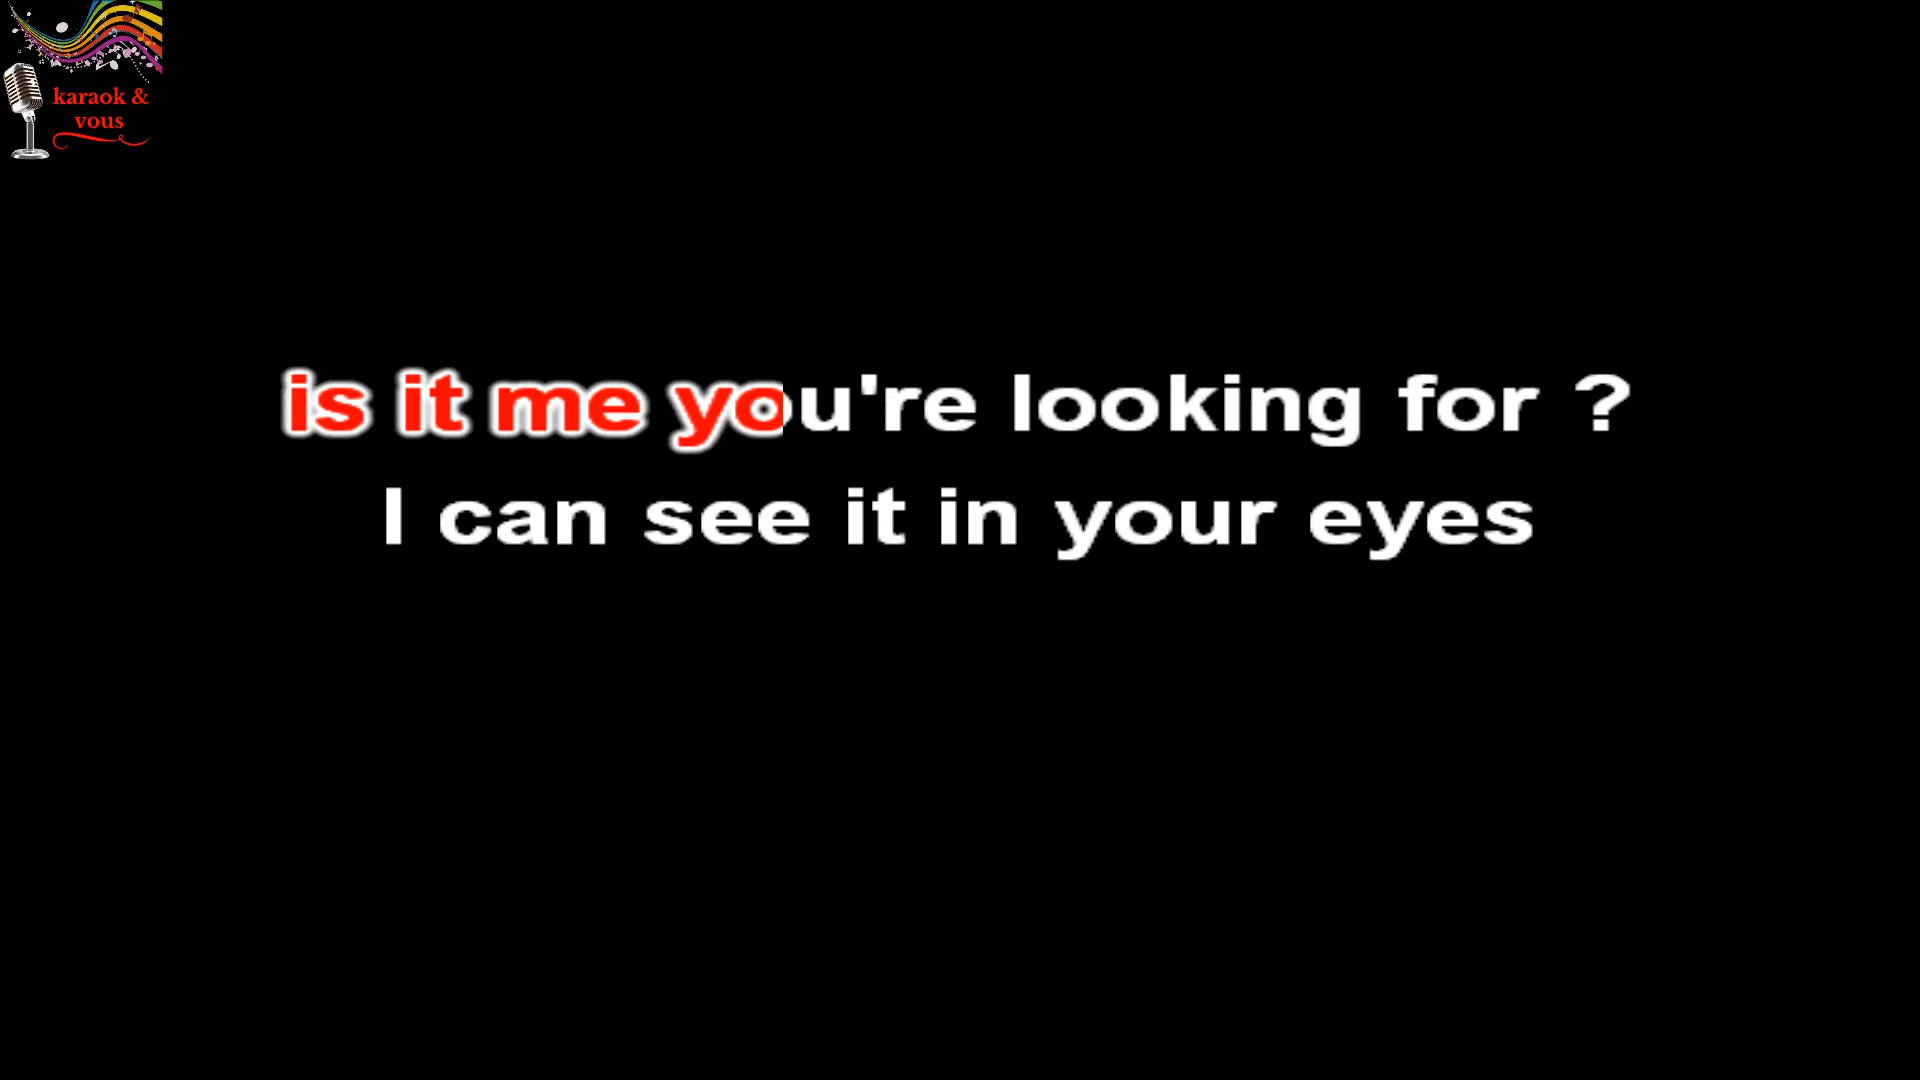 karaok &
vous
is it me you're looking for ?
I can see it in your eyes